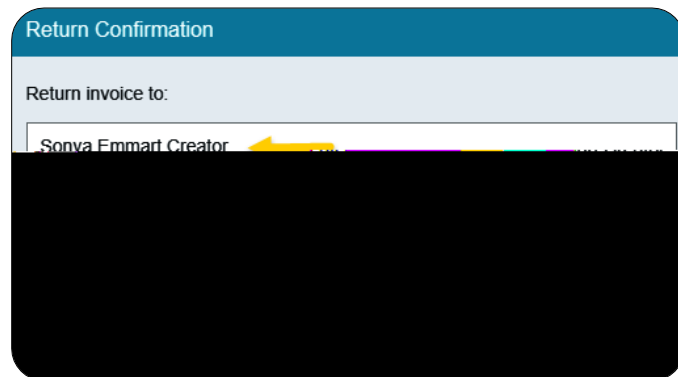 Return Confirmation
Return invoice to:
Sonya Emmart Creator